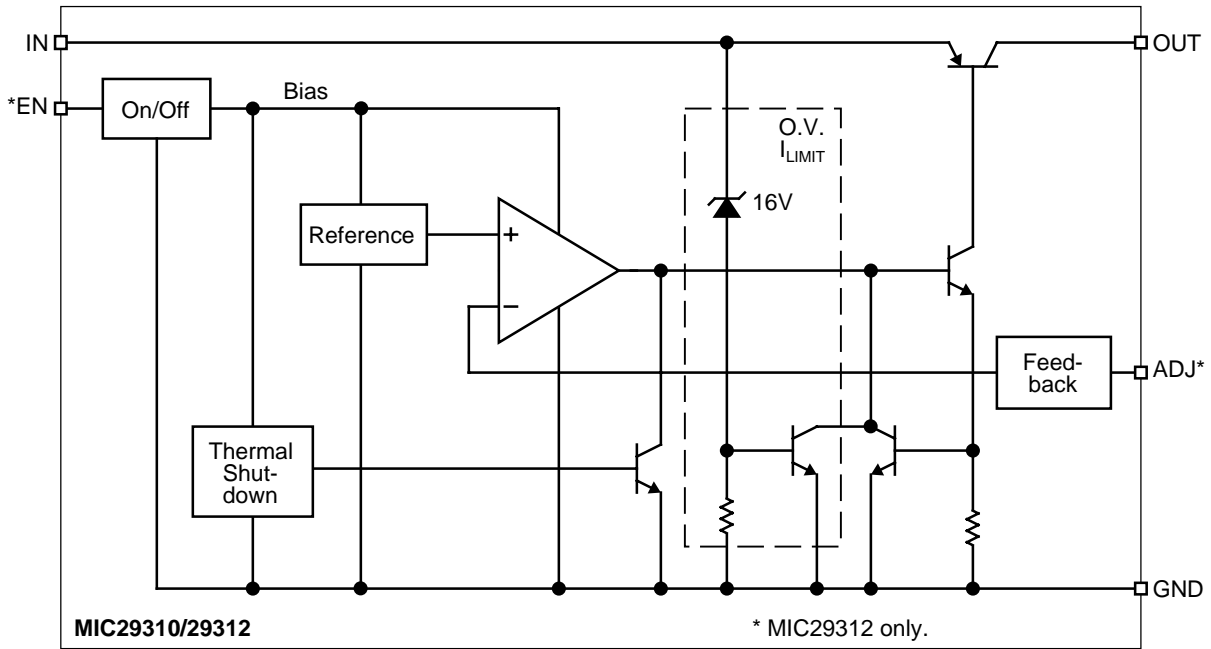 IN
OUT
*EN
On/Off
Bias
O.V.
I_LIMIT
16V
Reference
+
−
Feed-
back
ADJ*
Thermal
Shut-
down
GND
MIC29310/29312
* MIC29312 only.